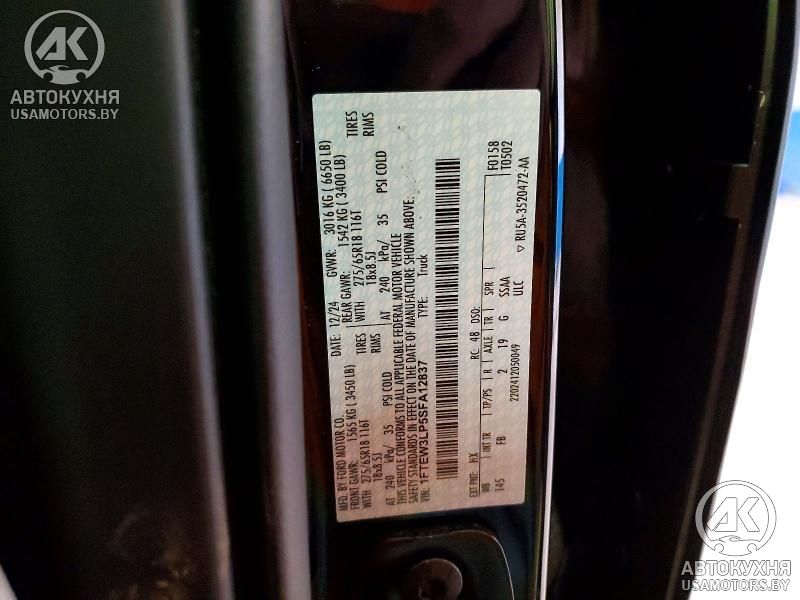 AK
АВТОКУХНЯ
USAMOTORS.BY
MFD. BY FORD MOTOR CO.
DATE: 12/24 GVWR: 3016 KG ( 6650 LB)
FRONT GAWR: 1565 KG ( 3450 LB) REAR GAWR: 1542 KG ( 3400 LB)
WITH 275/65R18 116T TIRES WITH 275/65R18 116T TIRES
18x8.5J RIMS 18x8.5J RIMS
AT 240 kPa/ 35 PSI COLD AT 240 kPa/ 35 PSI COLD
THIS VEHICLE CONFORMS TO ALL APPLICABLE FEDERAL MOTOR VEHICLE
SAFETY STANDARDS IN EFFECT ON THE DATE OF MANUFACTURE SHOWN ABOVE.
VIN: 1FTEW3LP5SFA12837 TYPE: Truck
F0158
T0502
EXT PNT: HX RC: 48 DSO:
WB INT TR TP/PS R AXLE TR SPR
145 FB 2 19 G SSAA
ULC
2202412050049
▽ RU5A-3520472-AA
AK
АВТОКУХНЯ
USAMOTORS.BY